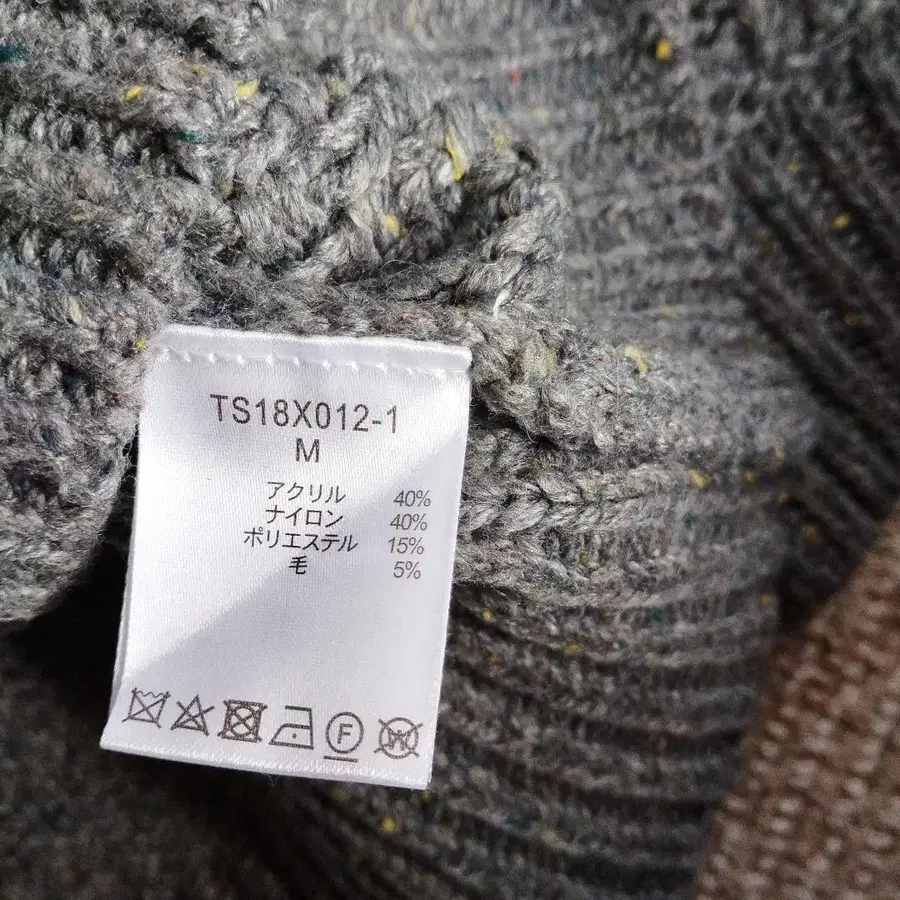 TS18X012-1
M
アクリル 40%
ナイロン 40%
ポリエステル 15%
毛 5%
F W